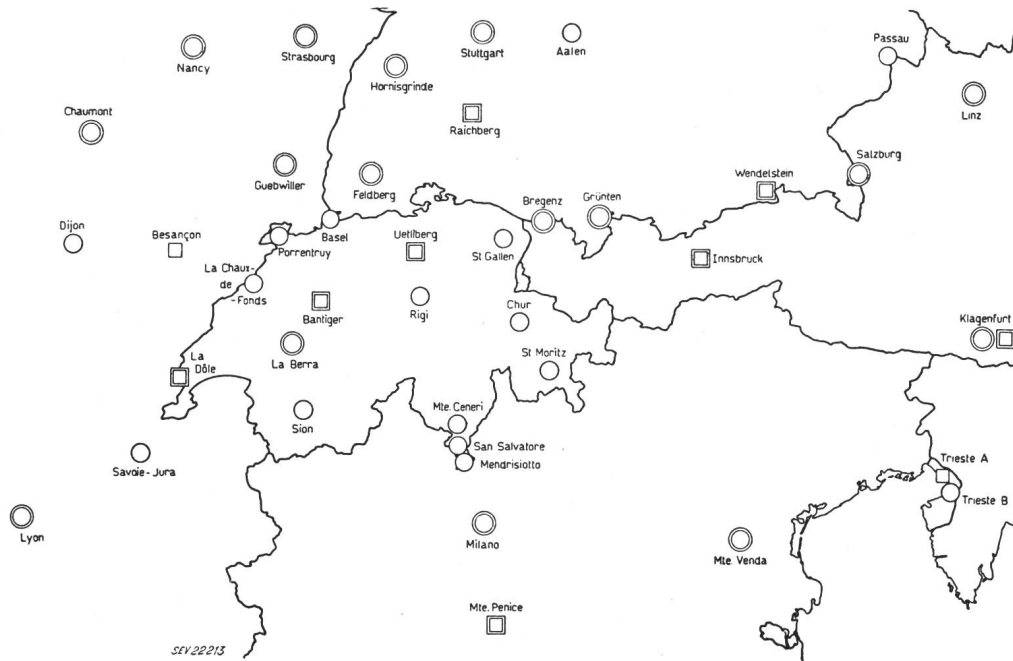 Passau
Nancy
Strasbourg
Stuttgart
Aalen
Hornisgrinde
Linz
Chaumont
Raichberg
Salzburg
Wendelstein
Guebwiller
Feldberg
Bregenz
Grünten
Dijon
Besançon
Porrentruy
Basel
Uetliberg
St Gallen
Innsbruck
La Chaux-
de
-Fonds
Bantiger
Rigi
Chur
Klagenfurt
La Berra
St Moritz
La
Dôle
Sion
Mte. Ceneri
San Salvatore
Mendrisiotto
Savoie-Jura
Trieste A
Trieste B
Lyon
Milano
Mte. Venda
Mte. Penice
SEV 22213